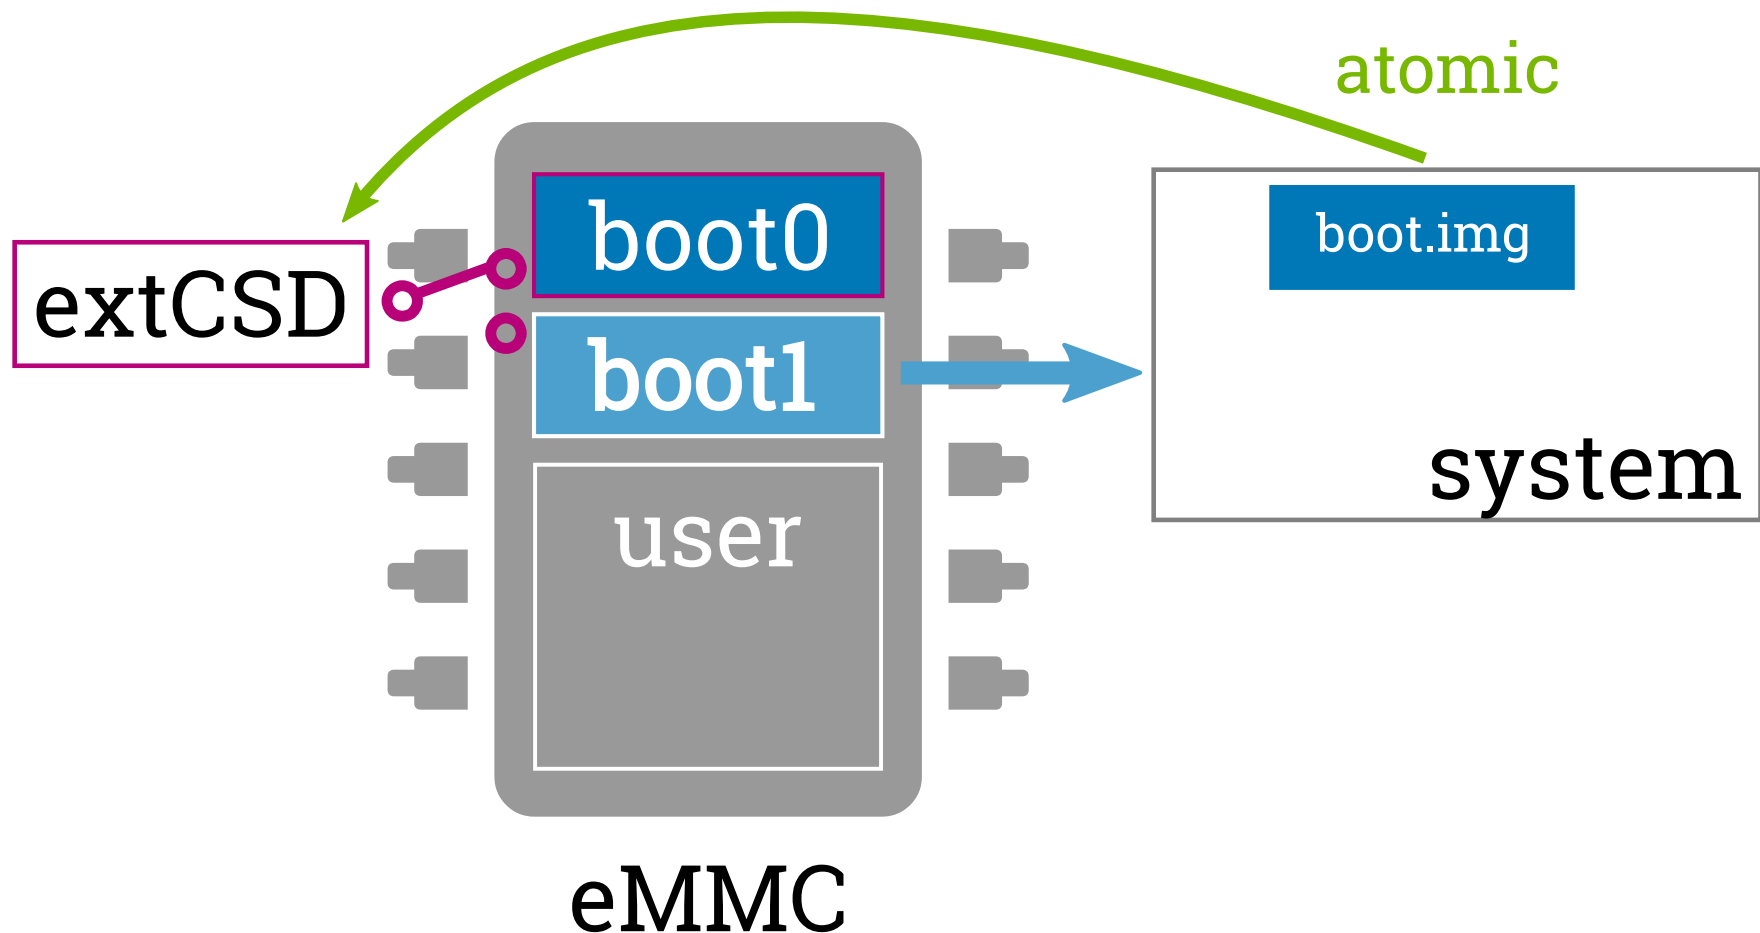 atomic
boot0
boot.img
extCSD
boot1
system
user
eMMC